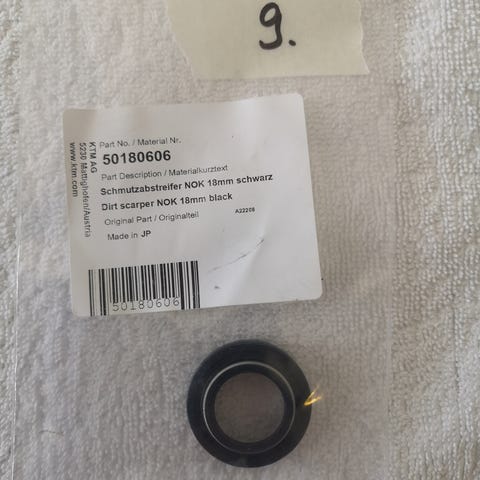 9.
Part No. / Material Nr.
50180606
Part Description / Materialkurztext
Schmutzabstreifer NOK 18mm schwarz
Dirt scarper NOK 18mm black
Original Part / Originalteil
A22206
Made in JP
50180606
KTM AG
5230 Mattighofen/Austria
www.ktm.com